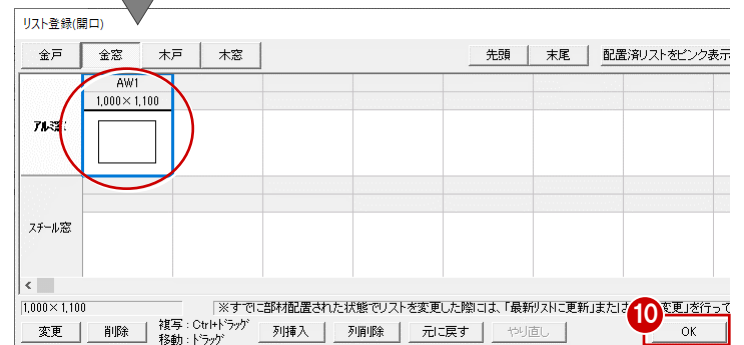 リスト登録(開口)
金戸 金窓 木戸 木窓 先頭 末尾 配置済リストをピンク表示
AW1
1,000×1,100
アルミ窓
スチール窓
<
1,000×1,100 ※すでに部材配置された状態でリストを変更した際には、「最新リストに更新」または 変更」を行って
10
変更 削除 複写:Ctrl+ドラッグ 列挿入 列削除 元に戻す やり直し OK
移動:ドラッグ